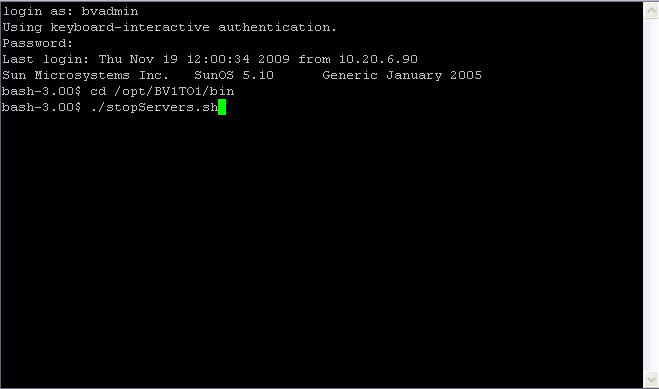 login as: bvadmin
Using keyboard-interactive authentication.
Password:
Last login: Thu Nov 19 12:00:34 2009 from 10.20.6.90
Sun Microsystems Inc.   SunOS 5.10      Generic January 2005
bash-3.00$ cd /opt/BV1TO1/bin
bash-3.00$ ./stopServers.sh